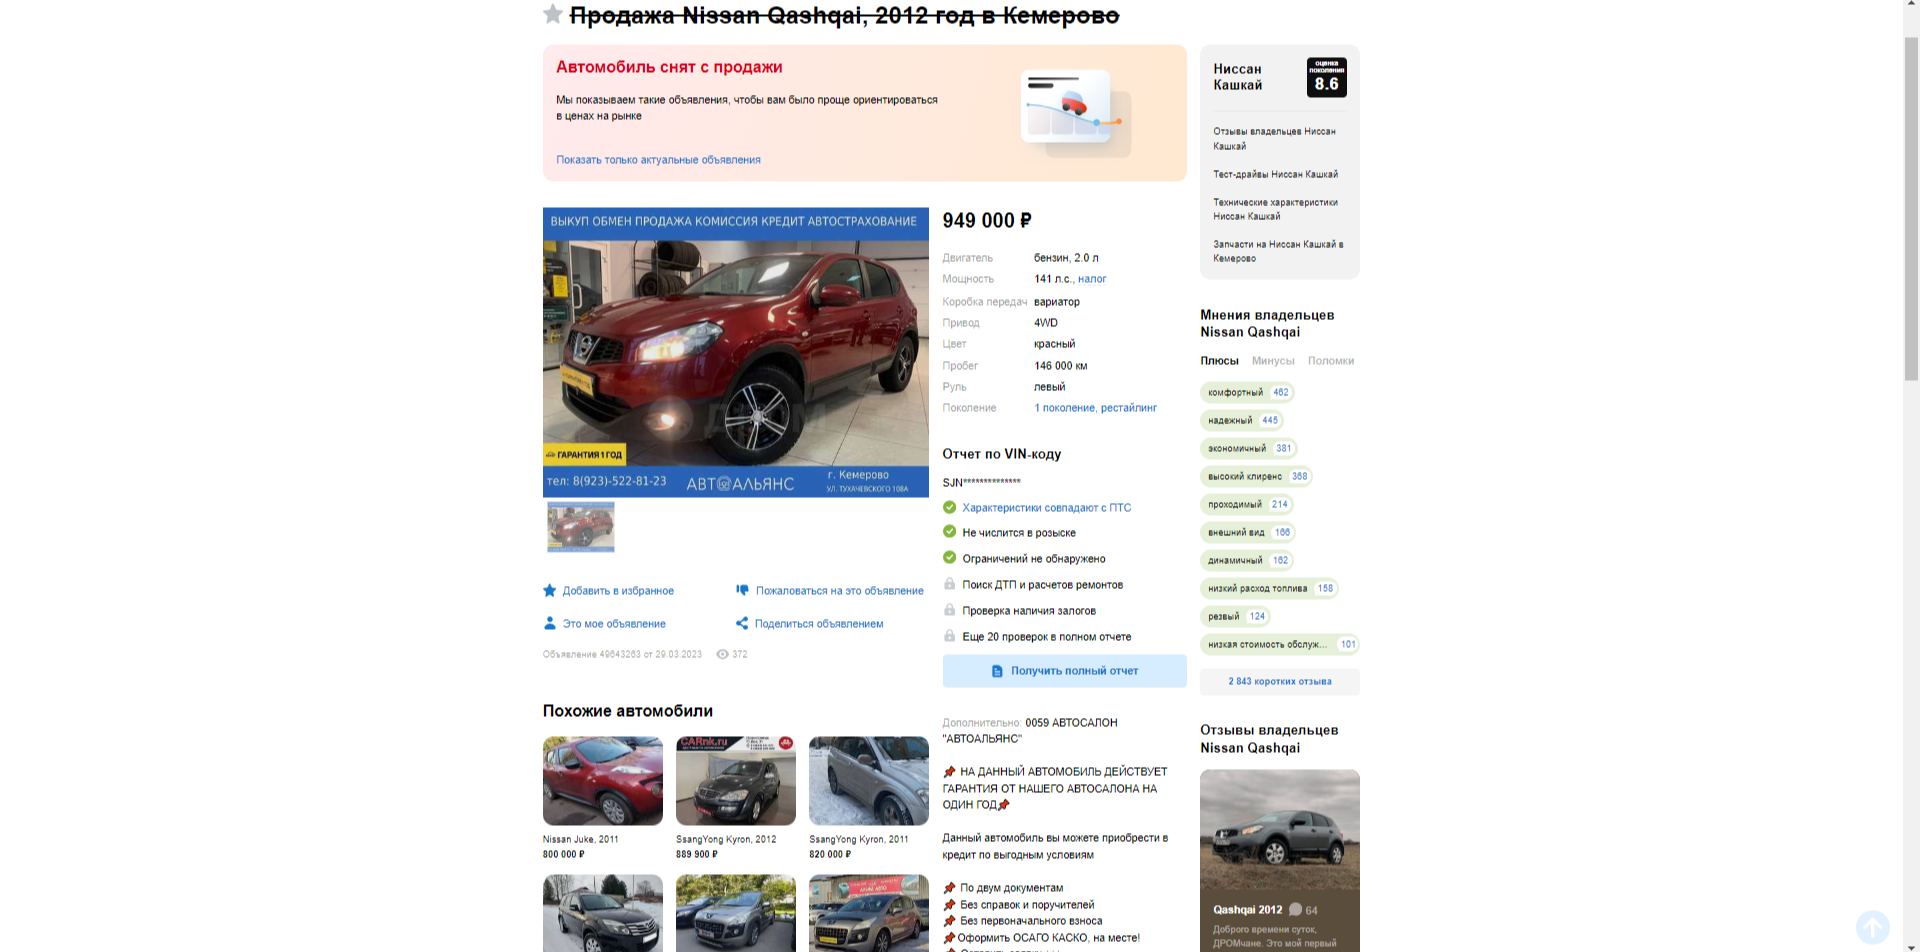 Продажа Nissan Qashqai, 2012 год в Кемерово
Автомобиль снят с продажи
Мы показываем такие объявления, чтобы вам было проще ориентироваться
в ценах на рынке
Показать только актуальные объявления
ВЫКУП ОБМЕН ПРОДАЖА КОМИССИЯ КРЕДИТ АВТОСТРАХОВАНИЕ
ГАРАНТИЯ 1 ГОД
тел: 8(923)-522-81-23
АВТОАЛЬЯНС
г. Кемерово
УЛ. ТУХАЧЕВСКОГО 108А
Добавить в избранное
Пожаловаться на это объявление
Это мое объявление
Поделиться объявлением
Объявление 49643263 от 29.03.2023
372
Похожие автомобили
CARnk.ru
Nissan Juke, 2011
800 000 ₽
SsangYong Kyron, 2012
889 900 ₽
SsangYong Kyron, 2011
820 000 ₽
949 000 ₽
Двигатель бензин, 2.0 л
Мощность 141 л.с., налог
Коробка передач вариатор
Привод 4WD
Цвет красный
Пробег 146 000 км
Руль левый
Поколение 1 поколение, рестайлинг
Отчет по VIN-коду
SJN**************
Характеристики совпадают с ПТС
Не числится в розыске
Ограничений не обнаружено
Поиск ДТП и расчетов ремонтов
Проверка наличия залогов
Еще 20 проверок в полном отчете
Получить полный отчет
Дополнительно: 0059 АВТОСАЛОН
"АВТОАЛЬЯНС"
НА ДАННЫЙ АВТОМОБИЛЬ ДЕЙСТВУЕТ
ГАРАНТИЯ ОТ НАШЕГО АВТОСАЛОНА НА
ОДИН ГОД
Данный автомобиль вы можете приобрести в
кредит по выгодным условиям
По двум документам
Без справок и поручителей
Без первоначального взноса
Оформить ОСАГО КАСКО, на месте!
Ниссан
Кашкай
оценка
поколения
8.6
Отзывы владельцев Ниссан
Кашкай
Тест-драйвы Ниссан Кашкай
Технические характеристики
Ниссан Кашкай
Запчасти на Ниссан Кашкай в
Кемерово
Мнения владельцев
Nissan Qashqai
Плюсы Минусы Поломки
комфортный 462
надежный 445
экономичный 381
высокий клиренс 368
проходимый 214
внешний вид 166
динамичный 162
низкий расход топлива 158
резвый 124
низкая стоимость обслуж... 101
2 843 коротких отзыва
Отзывы владельцев
Nissan Qashqai
Qashqai 2012 64
Доброго времени суток,
ДРОМчане. Это мой первый